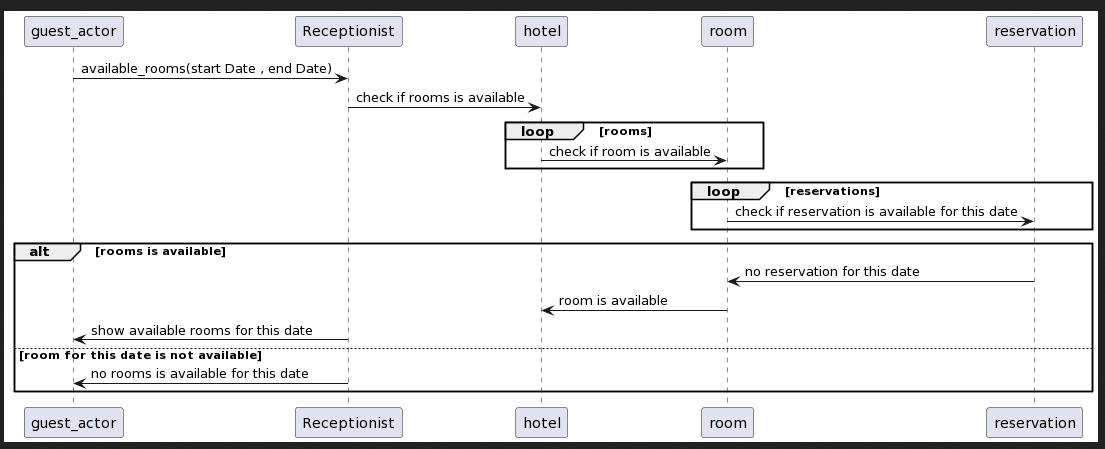 guest_actor Receptionist hotel room reservation
available_rooms(start Date , end Date)
check if rooms is available
loop [rooms]
check if room is available
loop [reservations]
check if reservation is available for this date
alt [rooms is available]
no reservation for this date
room is available
show available rooms for this date
[room for this date is not available]
no rooms is available for this date
guest_actor Receptionist hotel room reservation